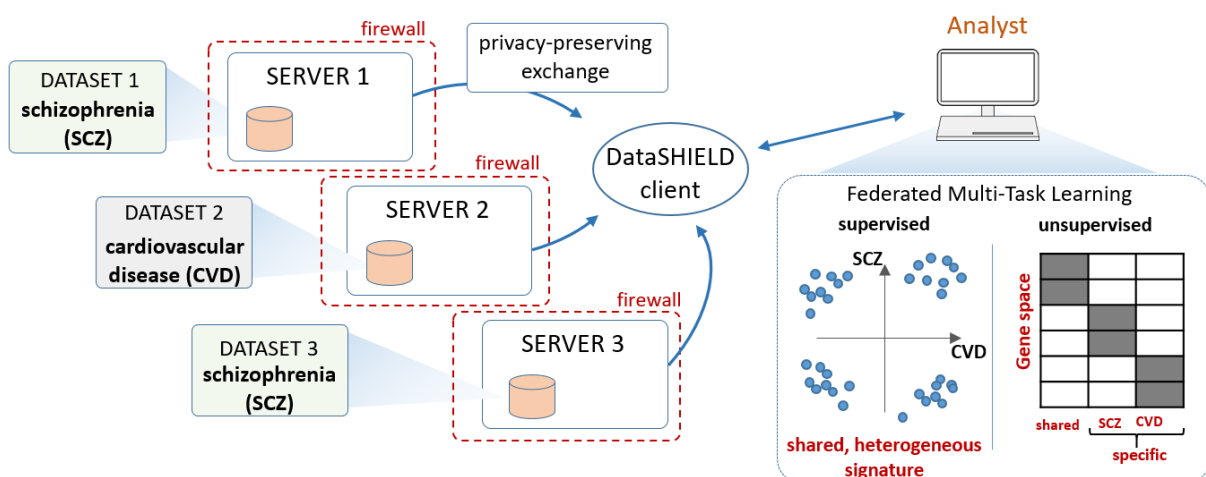 firewall
SERVER 1
DATASET 1
schizophrenia
(SCZ)
privacy-preserving
exchange
Analyst
DataSHIELD
client
firewall
SERVER 2
DATASET 2
cardiovascular
disease (CVD)
firewall
SERVER 3
DATASET 3
schizophrenia
(SCZ)
Federated Multi-Task Learning
supervised
SCZ
CVD
shared, heterogeneous
signature
unsupervised
Gene space
shared
SCZ
CVD
specific